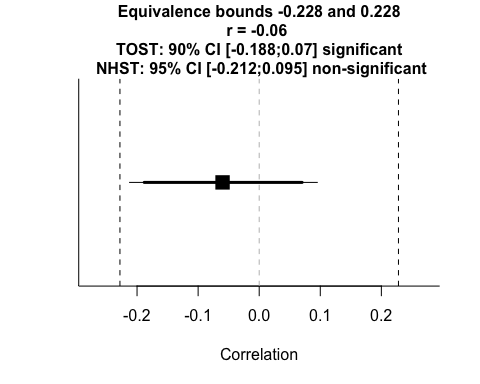 Equivalence bounds -0.228 and 0.228
r = -0.06
TOST: 90% CI [-0.188;0.07] significant
NHST: 95% CI [-0.212;0.095] non-significant
-0.2 -0.1 0.0 0.1 0.2
Correlation